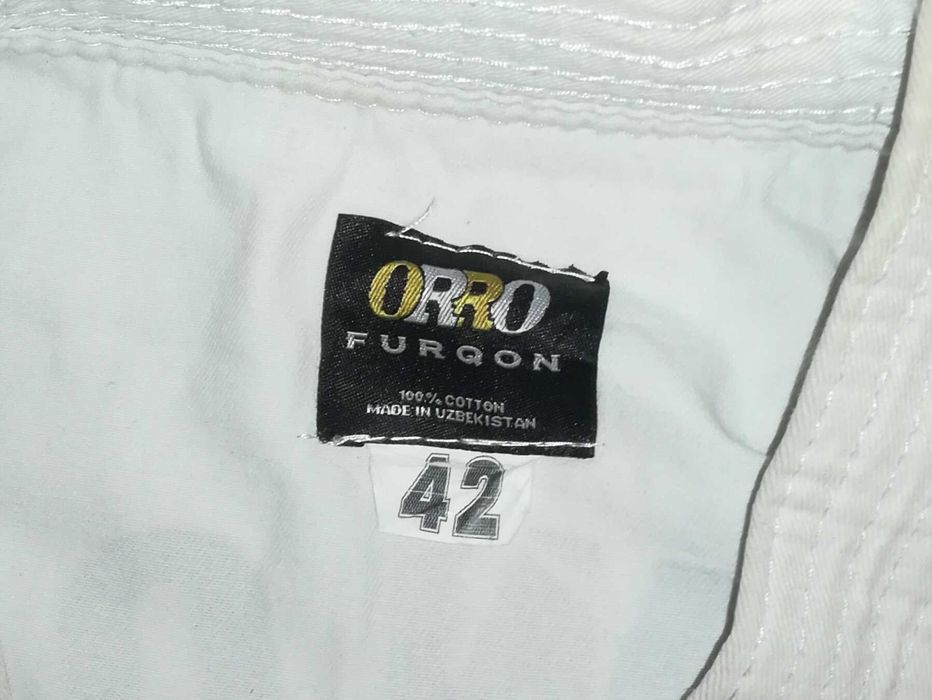 ORRO
FURQON
100% COTTON
MADE IN UZBEKISTAN
42